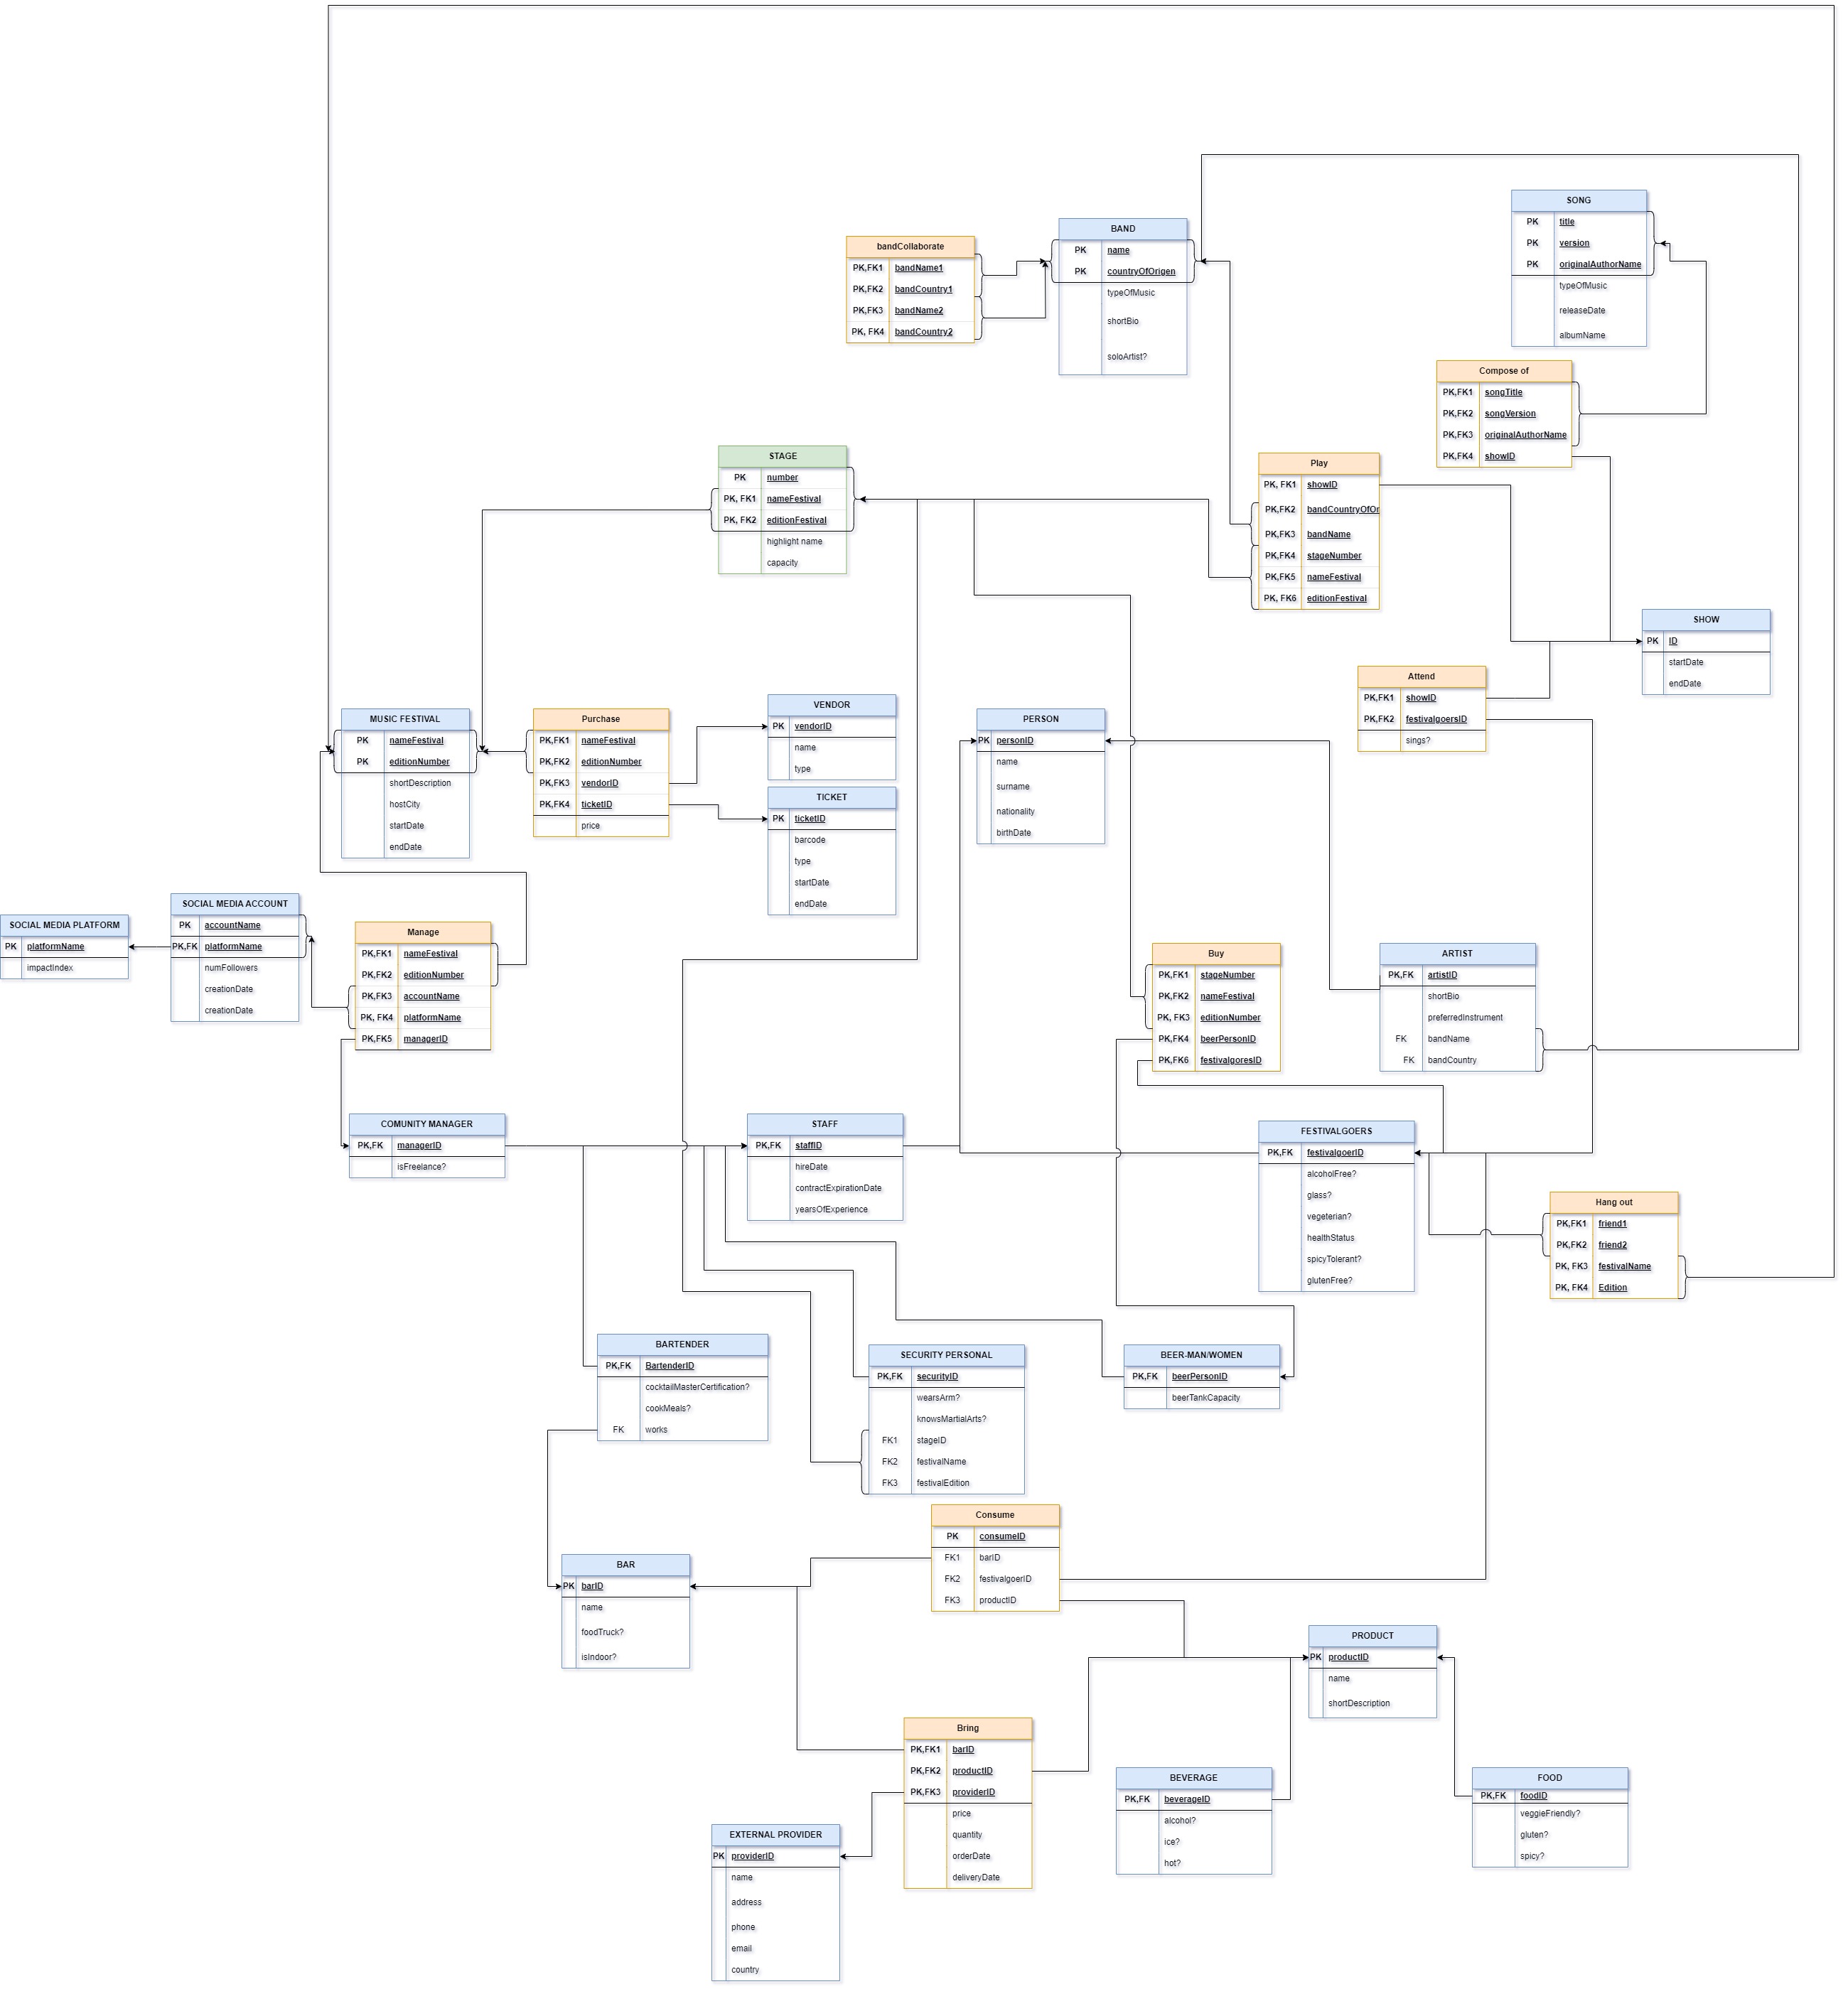 BAND
PK name
PK countryOfOrigen
typeOfMusic
shortBio
soloArtist?
SONG
PK title
PK version
PK originalAuthorName
typeOfMusic
releaseDate
albumName
bandCollaborate
PK,FK1 bandName1
PK,FK2 bandCountry1
PK,FK3 bandName2
PK, FK4 bandCountry2
Compose of
PK,FK1 songTitle
PK,FK2 songVersion
PK,FK3 originalAuthorName
PK,FK4 showID
STAGE
PK number
PK, FK1 nameFestival
PK, FK2 editionFestival
highlight name
capacity
Play
PK, FK1 showID
PK,FK2 bandCountryOfOr
PK,FK3 bandName
PK,FK4 stageNumber
PK,FK5 nameFestival
PK, FK6 editionFestival
SHOW
PK ID
startDate
endDate
Attend
PK,FK1 showID
PK,FK2 festivalgoersID
sings?
MUSIC FESTIVAL
PK nameFestival
PK editionNumber
shortDescription
hostCity
startDate
endDate
Purchase
PK,FK1 nameFestival
PK,FK2 editionNumber
PK,FK3 vendorID
PK,FK4 ticketID
price
VENDOR
PK vendorID
name
type
TICKET
PK ticketID
barcode
type
startDate
endDate
PERSON
PK personID
name
surname
nationality
birthDate
SOCIAL MEDIA PLATFORM
PK platformName
impactIndex
SOCIAL MEDIA ACCOUNT
PK accountName
PK,FK platformName
numFollowers
creationDate
creationDate
Manage
PK,FK1 nameFestival
PK,FK2 editionNumber
PK,FK3 accountName
PK, FK4 platformName
PK,FK5 managerID
Buy
PK,FK1 stageNumber
PK,FK2 nameFestival
PK, FK3 editionNumber
PK,FK4 beerPersonID
PK,FK6 festivalgoresID
ARTIST
PK,FK artistID
shortBio
preferredInstrument
FK bandName
FK bandCountry
COMUNITY MANAGER
PK,FK managerID
isFreelance?
STAFF
PK,FK staffID
hireDate
contractExpirationDate
yearsOfExperience
FESTIVALGOERS
PK,FK festivalgoerID
alcoholFree?
glass?
vegeterian?
healthStatus
spicyTolerant?
glutenFree?
Hang out
PK,FK1 friend1
PK,FK2 friend2
PK, FK3 festivalName
PK, FK4 Edition
BARTENDER
PK,FK BartenderID
cocktailMasterCertification?
cookMeals?
FK works
SECURITY PERSONAL
PK,FK securityID
wearsArm?
knowsMartialArts?
FK1 stageID
FK2 festivalName
FK3 festivalEdition
BEER-MAN/WOMEN
PK,FK beerPersonID
beerTankCapacity
Consume
PK consumeID
FK1 barID
FK2 festivalgoerID
FK3 productID
BAR
PK barID
name
foodTruck?
isIndoor?
PRODUCT
PK productID
name
shortDescription
Bring
PK,FK1 barID
PK,FK2 productID
PK,FK3 providerID
price
quantity
orderDate
deliveryDate
BEVERAGE
PK,FK beverageID
alcohol?
ice?
hot?
FOOD
PK,FK foodID
veggieFriendly?
gluten?
spicy?
EXTERNAL PROVIDER
PK providerID
name
address
phone
email
country